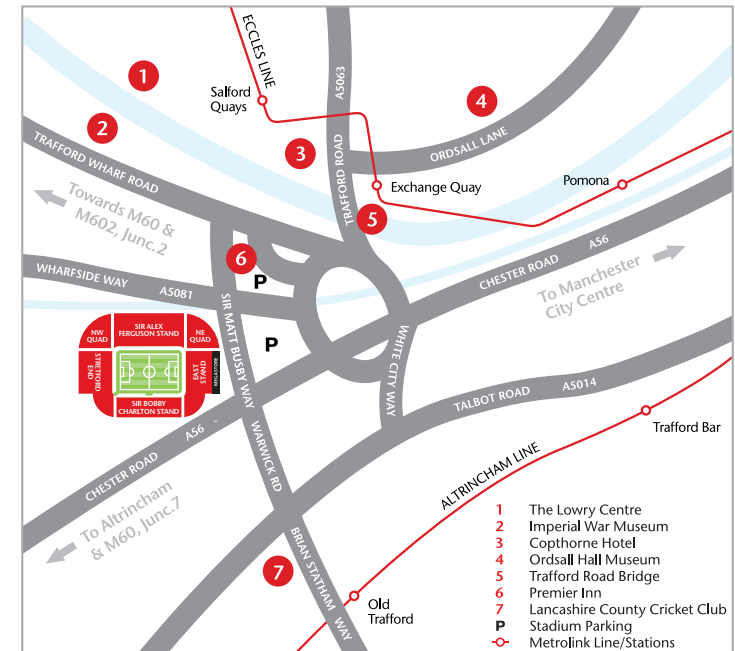 ECCLES LINE
A5063
1
Salford
Quays
4
2
3
TRAFFORD ROAD
ORDSALL LANE
TRAFFORD WHARF ROAD
Exchange Quay
Pomona
Towards M60 &
M602, Junc.2
5
6
P
WHARFSIDE WAY
A5081
CHESTER ROAD
A56
To Manchester
City Centre
NW
QUAD
SIR ALEX
FERGUSON STAND
NE
QUAD
STRETFORD
END
EAST
STAND
MEGASTORE
SIR BOBBY
CHARLTON STAND
P
SIR MATT BUSBY WAY
WHITE CITY WAY
TALBOT ROAD
A5014
CHESTER ROAD
A56
WARWICK RD
Trafford Bar
ALTRINCHAM LINE
To Altrincham
& M60, Junc.7
BRIAN STATHAM WAY
7
Old
Trafford
1 The Lowry Centre
2 Imperial War Museum
3 Copthorne Hotel
4 Ordsall Hall Museum
5 Trafford Road Bridge
6 Premier Inn
7 Lancashire County Cricket Club
P Stadium Parking
Metrolink Line/Stations